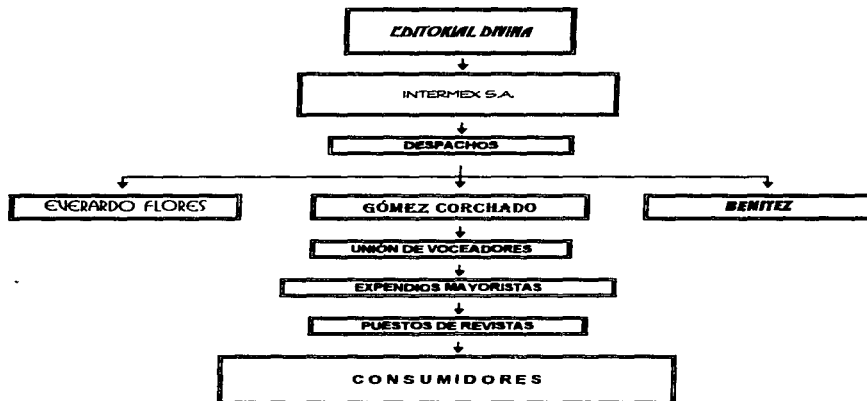 EDITORIAL DIVINA
INTERMEX S.A.
DESPACHOS
EVERARDO FLORES
GÓMEZ CORCHADO
BENITEZ
UNIÓN DE VOCEADORES
EXPENDIOS MAYORISTAS
PUESTOS DE REVISTAS
CONSUMIDORES